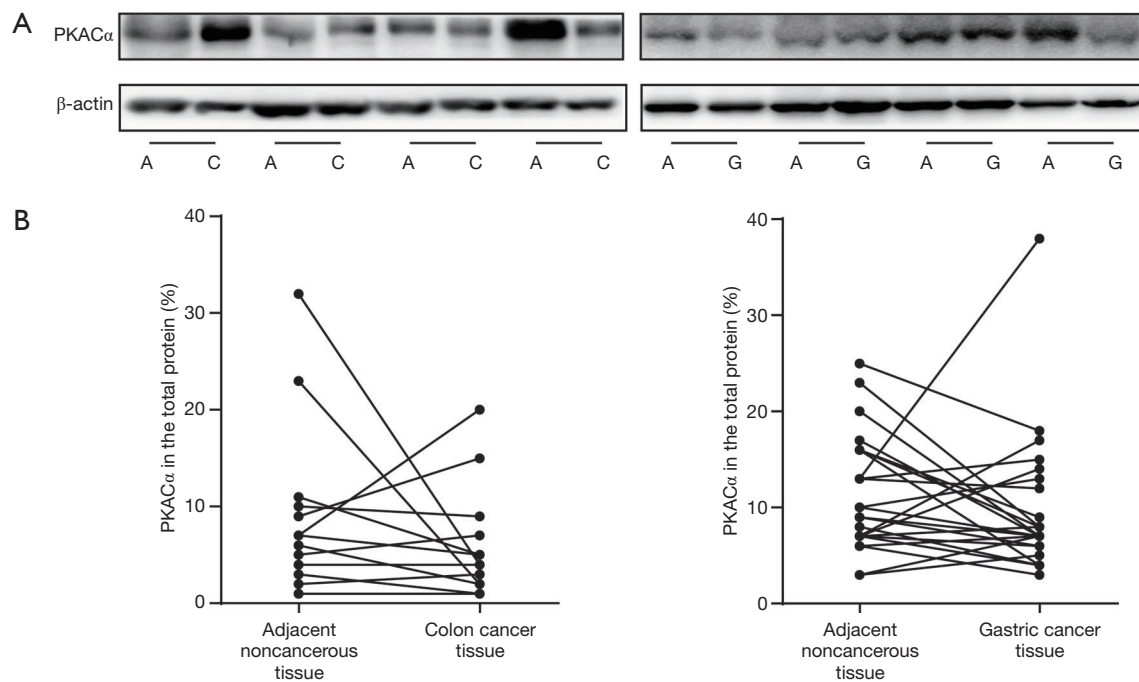 A
PKACα
β-actin
A C A C A C A C A G A G A G A G
B
PKACα in the total protein (%)
40
30
20
10
0
Adjacent
noncancerous
tissue
Colon cancer
tissue
PKACα in the total protein (%)
40
30
20
10
0
Adjacent
noncancerous
tissue
Gastric cancer
tissue